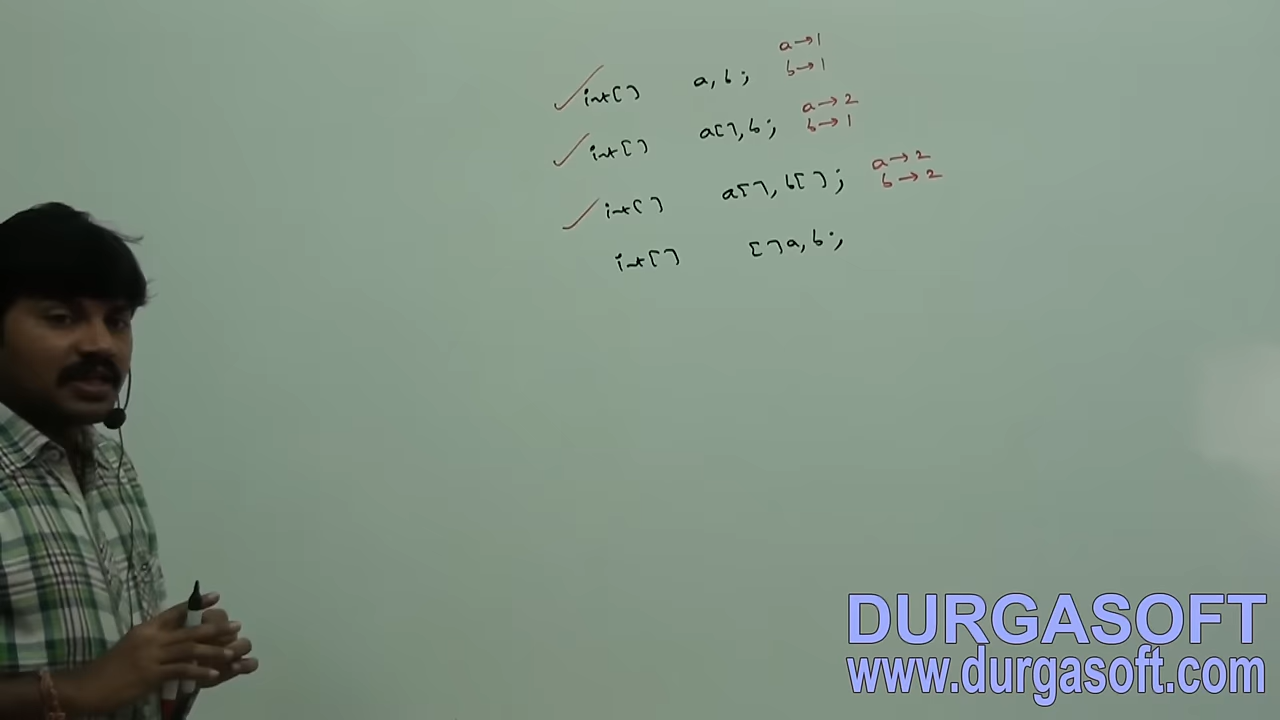 int[] a, b; a→1
b→1
int[] a[], b; a→2
b→1
int[] a[], b[]; a→2
b→2
int[] []a, b;
DURGASOFT
www.durgasoft.com